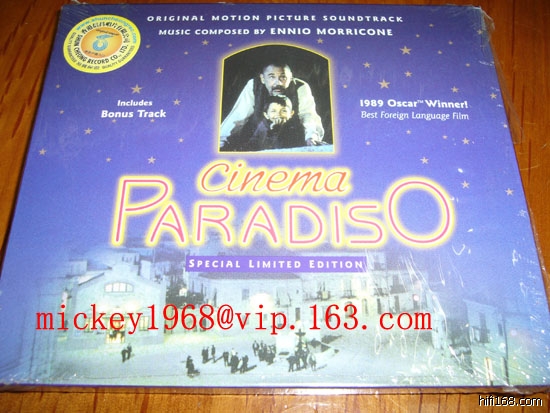 ORIGINAL MOTION PICTURE SOUNDTRACK
MUSIC COMPOSED BY ENNIO MORRICONE
Includes
Bonus Track
1989 Oscar™ Winner!
Best Foreign Language Film
Cinema
PARADISO
SPECIAL LIMITED EDITION
mickey1968@vip.163.com
hifi168.com